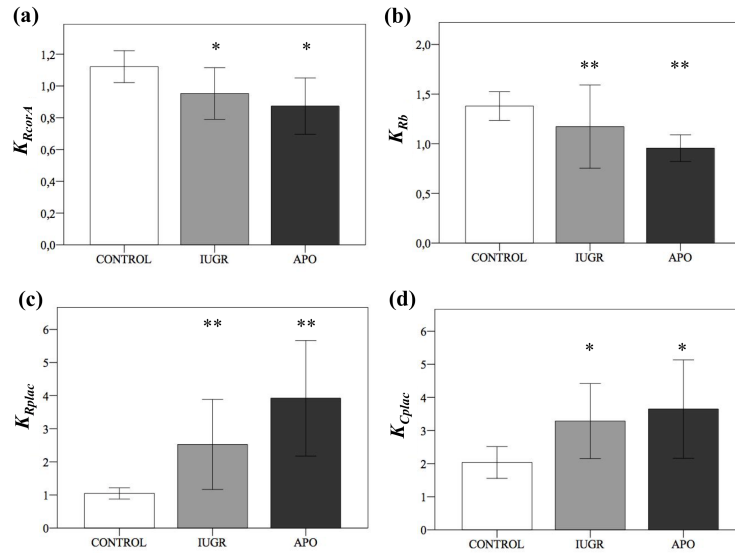 (a)
K_RcorA
1,2
1,0
0,8
0,6
0,4
0,2
0,0
* *
CONTROL IUGR APO
(b)
K_Rb
2,0
1,5
1,0
0,5
0,0
** **
CONTROL IUGR APO
(c)
K_Rplac
6
5
4
3
2
1
0
** **
CONTROL IUGR APO
(d)
K_Cplac
6
5
4
3
2
1
0
* *
CONTROL IUGR APO